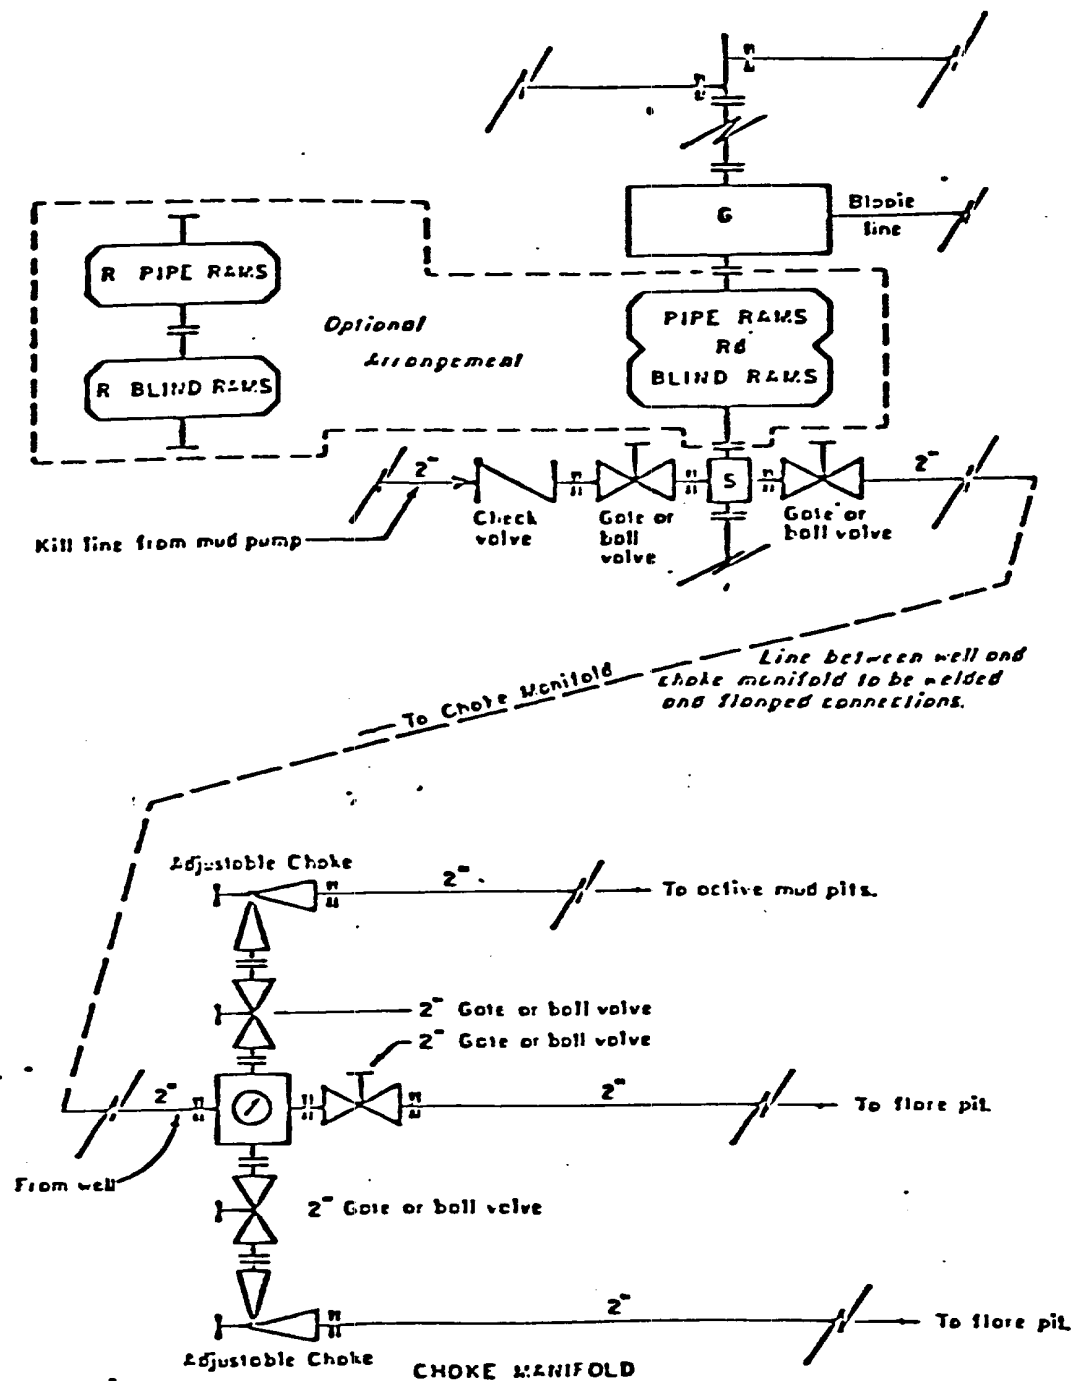 G
Blooie
line
R PIPE RAMS
R BLIND RAMS
Optional
Arrangement
PIPE RAMS
Rd
BLIND RAMS
2"
Check
valve
Gate or
ball
valve
S
Gate or
ball valve
2"
Kill line from mud pump
Line between well and
choke manifold to be welded
and flanged connections.
To Choke Manifold
Adjustable Choke
2"
To active mud pits.
2" Gate or ball valve
2" Gate or ball valve
2"
2"
To flare pit
From well
2" Gate or ball valve
2"
To flare pit
Adjustable Choke
CHOKE MANIFOLD